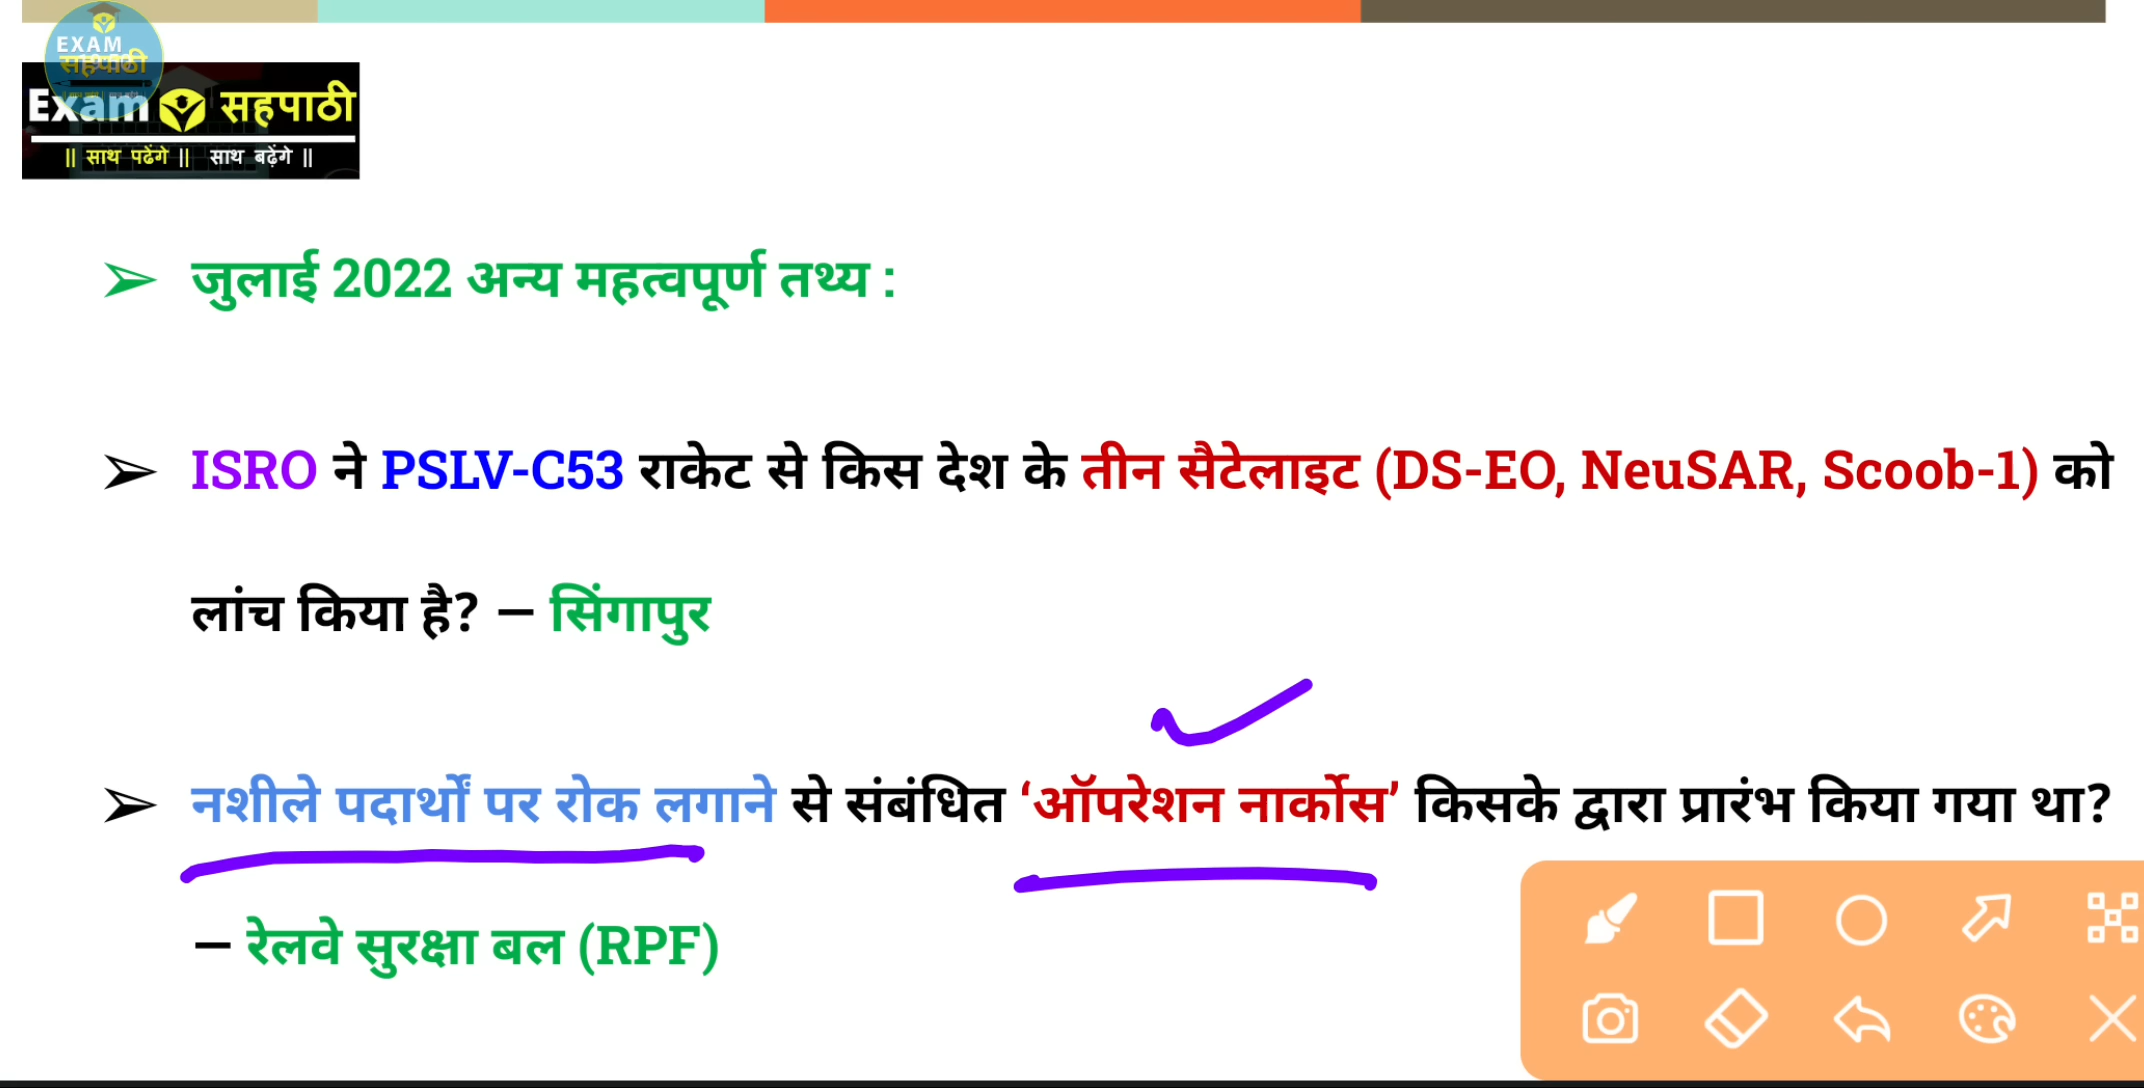 EXAM
सहपाठी
Exam सहपाठी
|| साथ पढेंगे || साथ बढ़ेंगे ||
➢ जुलाई 2022 अन्य महत्वपूर्ण तथ्य :
➢ ISRO ने PSLV-C53 राकेट से किस देश के तीन सैटेलाइट (DS-EO, NeuSAR, Scoob-1) को
लांच किया है? – सिंगापुर
➢ नशीले पदार्थों पर रोक लगाने से संबंधित ‘ऑपरेशन नार्कोस’ किसके द्वारा प्रारंभ किया गया था?
– रेलवे सुरक्षा बल (RPF)